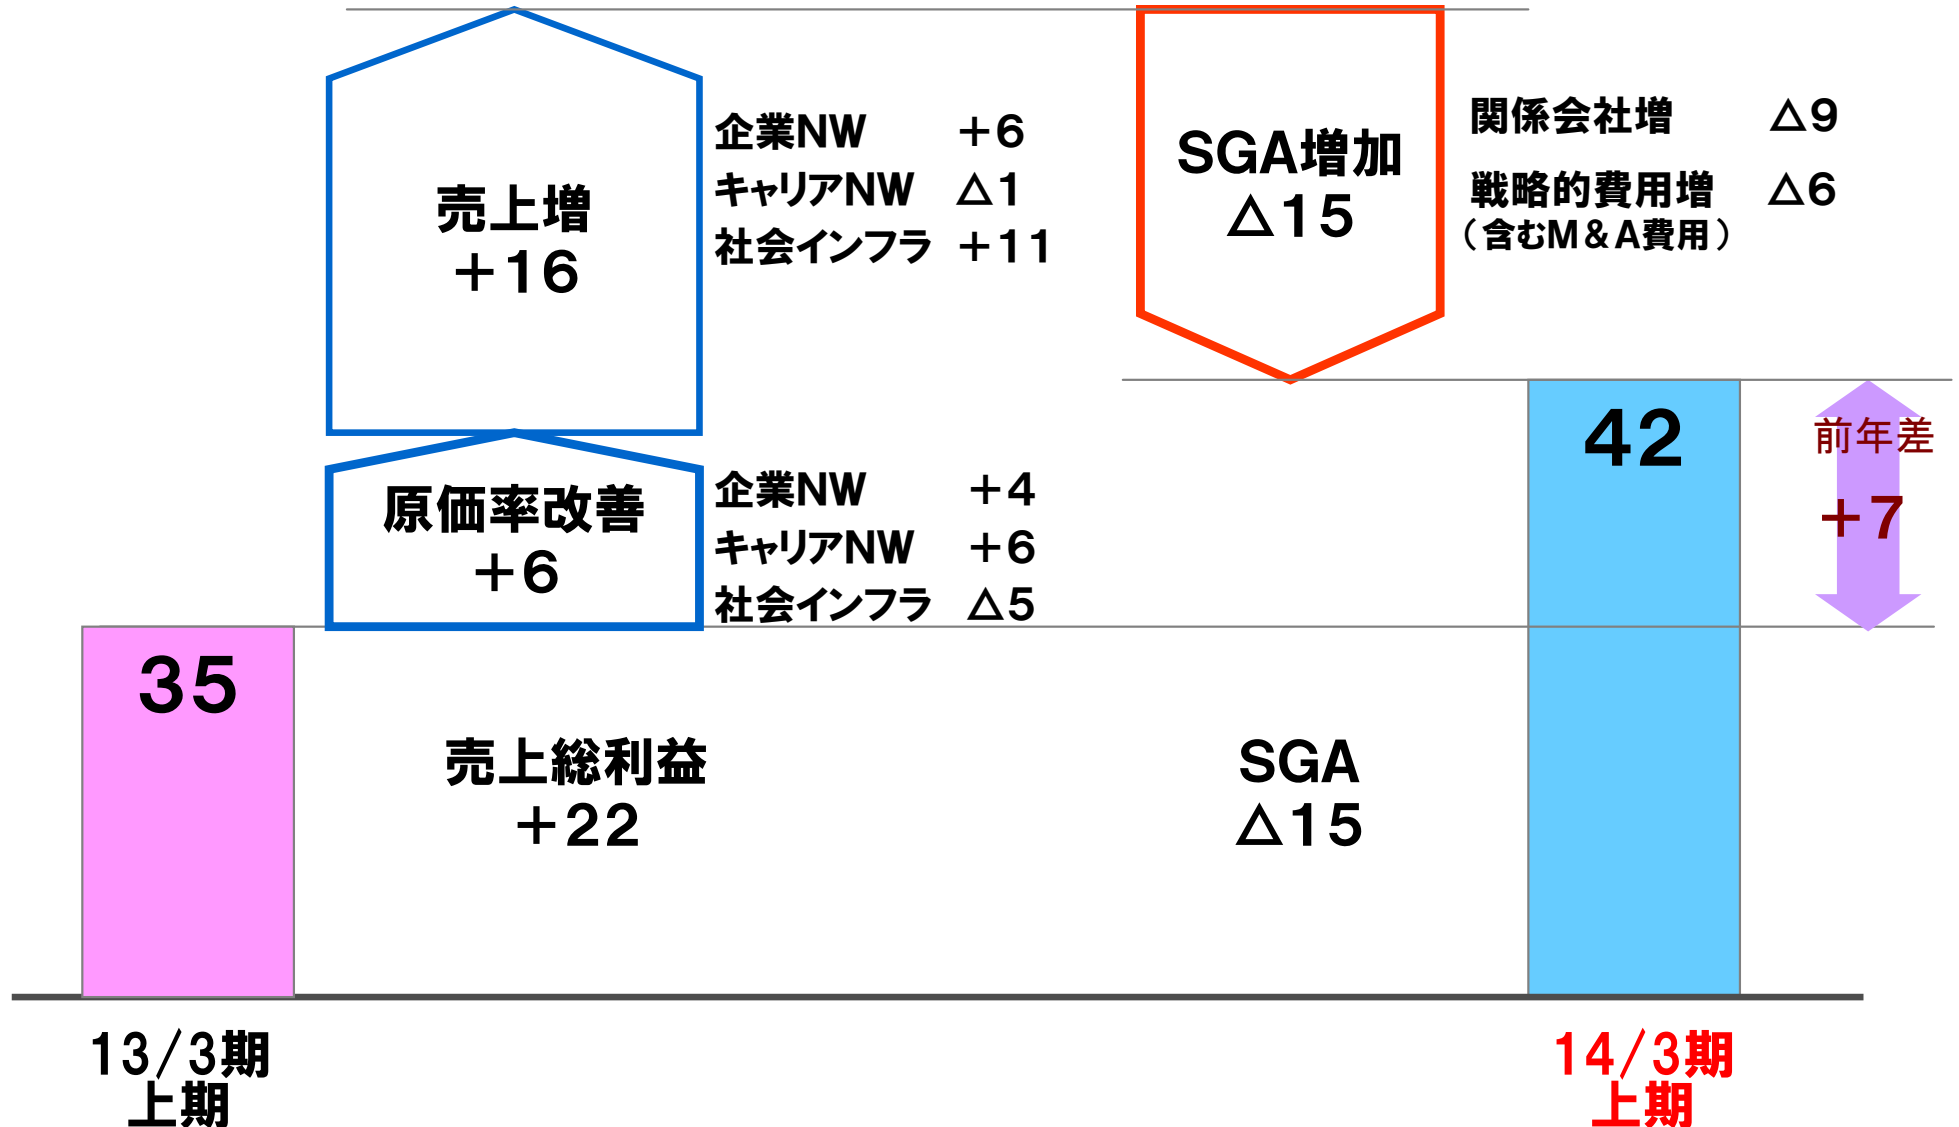 売上増
＋16
企業NW ＋6
キャリアNW △1
社会インフラ ＋11
SGA増加
△15
関係会社増 △9
戦略的費用増 △6
（含むM＆A費用）
原価率改善
＋6
企業NW ＋4
キャリアNW ＋6
社会インフラ △5
42
前年差
＋7
35
売上総利益
＋22
SGA
△15
13/3期
上期
14/3期
上期